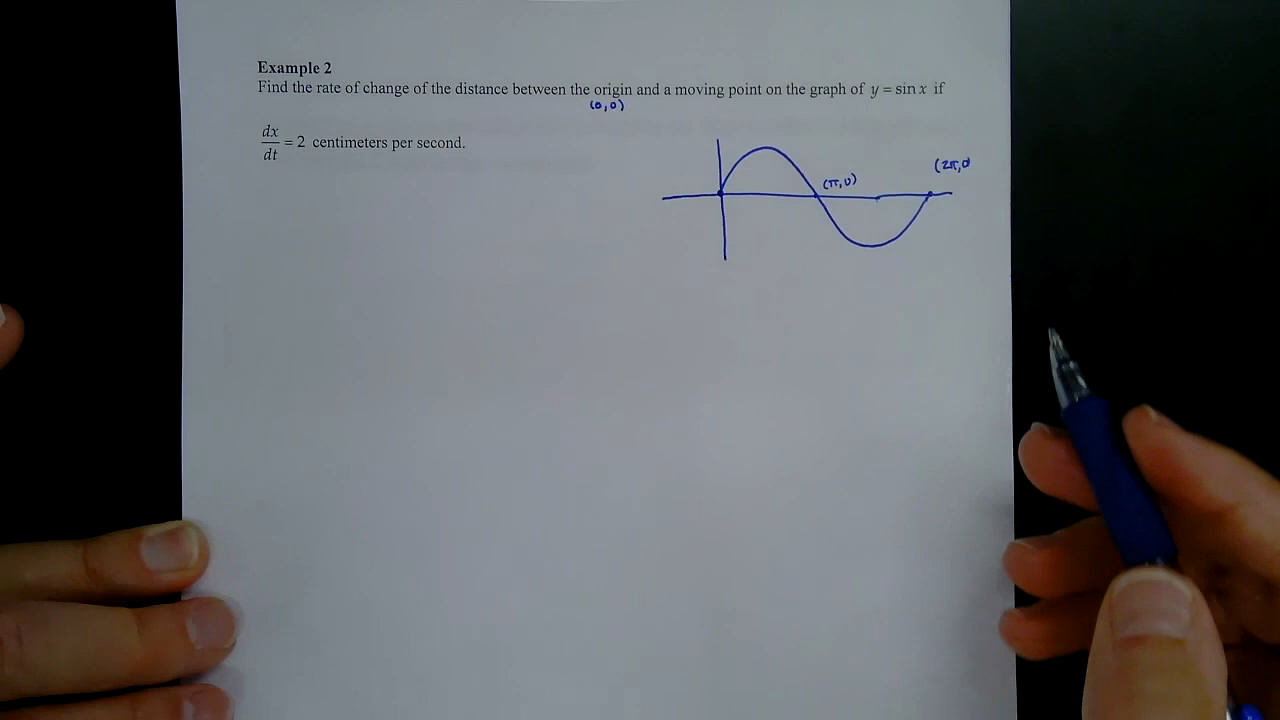 Example 2
Find the rate of change of the distance between the origin and a moving point on the graph of y = sin x if
(0,0)
dx/dt = 2 centimeters per second.
(2π,0
(π,0)